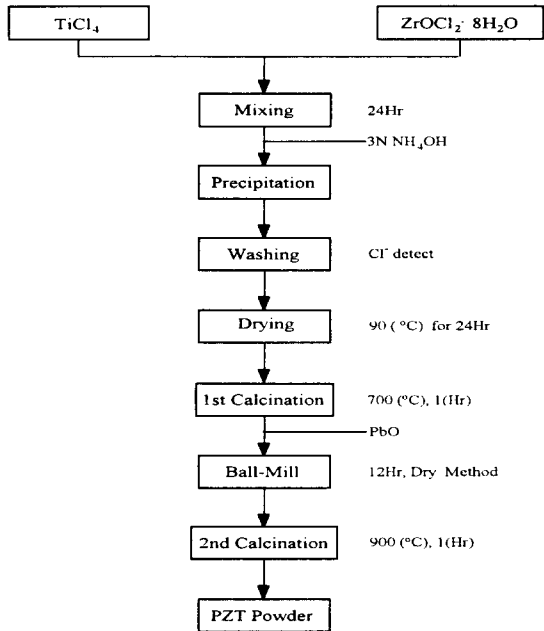 TiCl₄
ZrOCl₂· 8H₂O
Mixing
24Hr
3N NH₄OH
Precipitation
Washing
Cl⁻ detect
Drying
90 ( °C) for 24Hr
1st Calcination
700 (°C), 1(Hr)
PbO
Ball-Mill
12Hr, Dry Method
2nd Calcination
900 (°C), 1(Hr)
PZT Powder